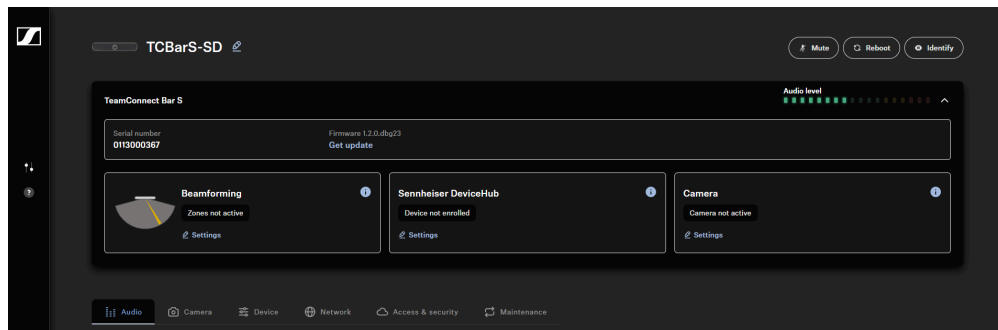 TCBarS-SD
Mute
Reboot
Identify
TeamConnect Bar S
Audio level
Serial number
Firmware 1.2.0.dbg23
0113000367
Get update
Beamforming
Zones not active
Settings
Sennheiser DeviceHub
Device not enrolled
Settings
Camera
Camera not active
Settings
Audio
Camera
Device
Network
Access & security
Maintenance